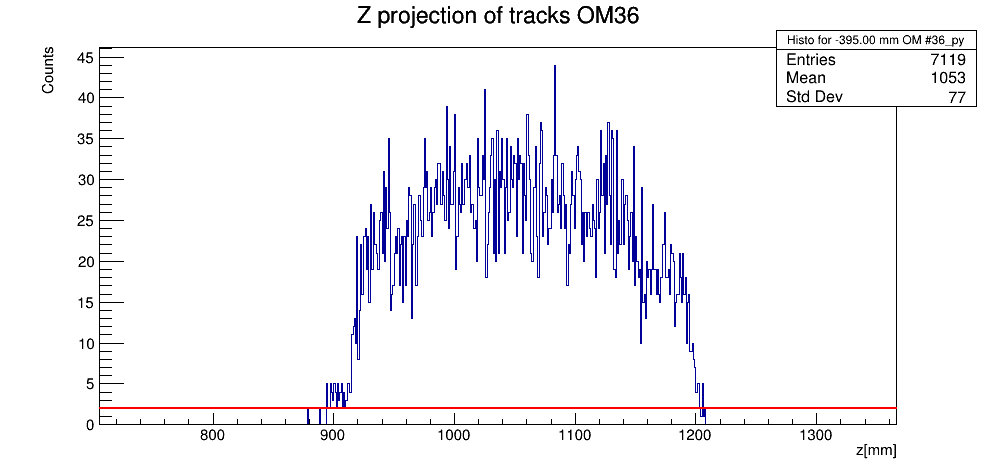 Z projection of tracks OM36
Histo for -395.00 mm OM #36_py
Entries 7119
Mean 1053
Std Dev 77
Counts
45
40
35
30
25
20
15
10
5
0
800 900 1000 1100 1200 1300
z[mm]